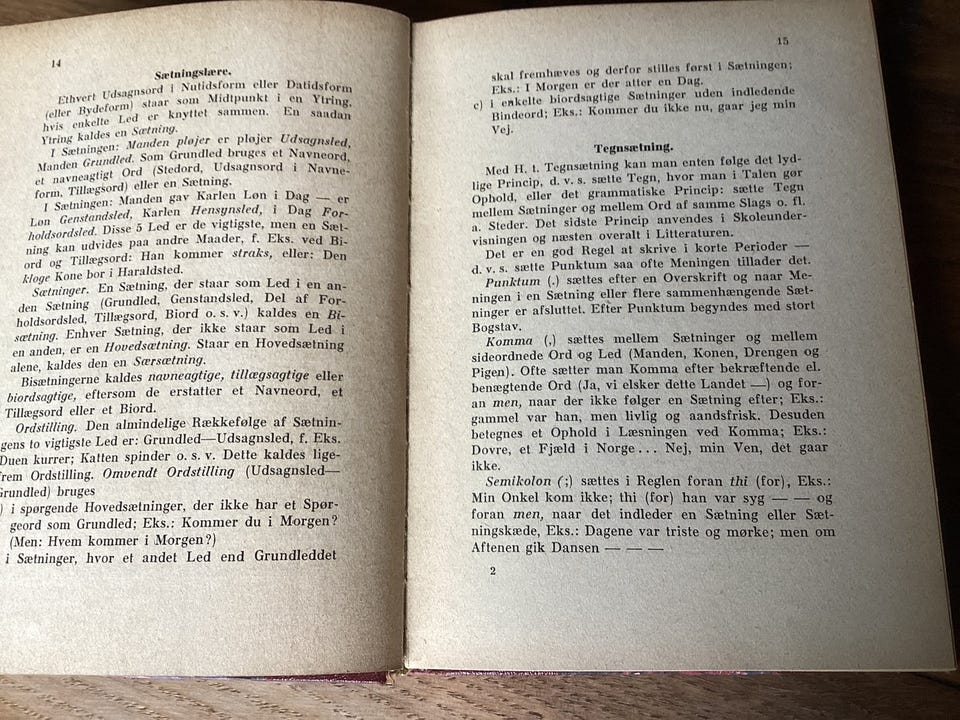 14
Sætningslære.
Ethvert Udsagnsord i Nutidsform eller Datidsform
(eller Bydeform) staar som Midtpunkt i en Ytring,
hvis enkelte Led er knyttet sammen. En saadan
Ytring kaldes en Sætning.
I Sætningen: Manden pløjer er pløjer Udsagnsled,
Manden Grundled. Som Grundled bruges et Navneord,
et navneagtigt Ord (Stedord, Udsagnsord i Navne-
form, Tillægsord) eller en Sætning.
I Sætningen: Manden gav Karlen Løn i Dag — er
Løn Genstandsled, Karlen Hensynsled, i Dag For-
holdsordsled. Disse 5 Led er de vigtigste, men en Sæt-
ning kan udvides paa andre Maader, f. Eks. ved Bi-
ord og Tillægsord: Han kommer straks, eller: Den
kloge Kone bor i Haraldsted.
Sætninger. En Sætning, der staar som Led i en an-
den Sætning (Grundled, Genstandsled, Del af For-
holdsordsled, Tillægsord, Biord o. s. v.) kaldes en Bi-
sætning. Enhver Sætning, der ikke staar som Led i
en anden, er en Hovedsætning. Staar en Hovedsætning
alene, kaldes den en Særsætning.
Bisætningerne kaldes navneagtige, tillægsagtige eller
biordsagtige, eftersom de erstatter et Navneord, et
Tillægsord eller et Biord.
Ordstilling. Den almindelige Rækkefølge af Sætnin-
gens to vigtigste Led er: Grundled—Udsagnsled, f. Eks.
Duen kurrer; Katten spinder o. s. v. Dette kaldes lige-
frem Ordstilling. Omvendt Ordstilling (Udsagnsled—
Grundled) bruges
) i spørgende Hovedsætninger, der ikke har et Spør-
georد som Grundled; Eks.: Kommer du i Morgen?
(Men: Hvem kommer i Morgen?)
i Sætninger, hvor et andet Led end Grundleddet
15
skal fremhæves og derfor stilles først i Sætningen;
Eks.: I Morgen er der atter en Dag.
c) i enkelte biordsagtige Sætninger uden indledende
Bindeord; Eks.: Kommer du ikke nu, gaar jeg min
Vej.
Tegnsætning.
Med H. t. Tegnsætning kan man enten følge det lyd-
lige Princip, d. v. s. sætte Tegn, hvor man i Talen gør
Ophold, eller det grammatiske Princip: sætte Tegn
mellem Sætninger og mellem Ord af samme Slags o. fl.
a. Steder. Det sidste Princip anvendes i Skoleunder-
visningen og næsten overalt i Litteraturen.
Det er en god Regel at skrive i korte Perioder —
d. v. s. sætte Punktum saa ofte Meningen tillader det.
Punktum (.) sættes efter en Overskrift og naar Me-
ningen i en Sætning eller flere sammenhængende Sæt-
ninger er afsluttet. Efter Punktum begyndes med stort
Bogstav.
Komma (,) sættes mellem Sætninger og mellem
sideordnede Ord og Led (Manden, Konen, Drengen og
Pigen). Ofte sætter man Komma efter bekræftende el.
benægtende Ord (Ja, vi elsker dette Landet —) og for-
an men, naar der ikke følger en Sætning efter; Eks.:
gammel var han, men livlig og aandsfrisk. Desuden
betegnes et Ophold i Læsningen ved Komma; Eks.:
Dovre, et Fjæld i Norge... Nej, min Ven, det gaar
ikke.
Semikolon (;) sættes i Reglen foran thi (for), Eks.:
Min Onkel kom ikke; thi (for) han var syg — — og
foran men, naar det indleder en Sætning eller Sæt-
ningskæde, Eks.: Dagene var triste og mørke; men om
Aftenen gik Dansen — — —
2